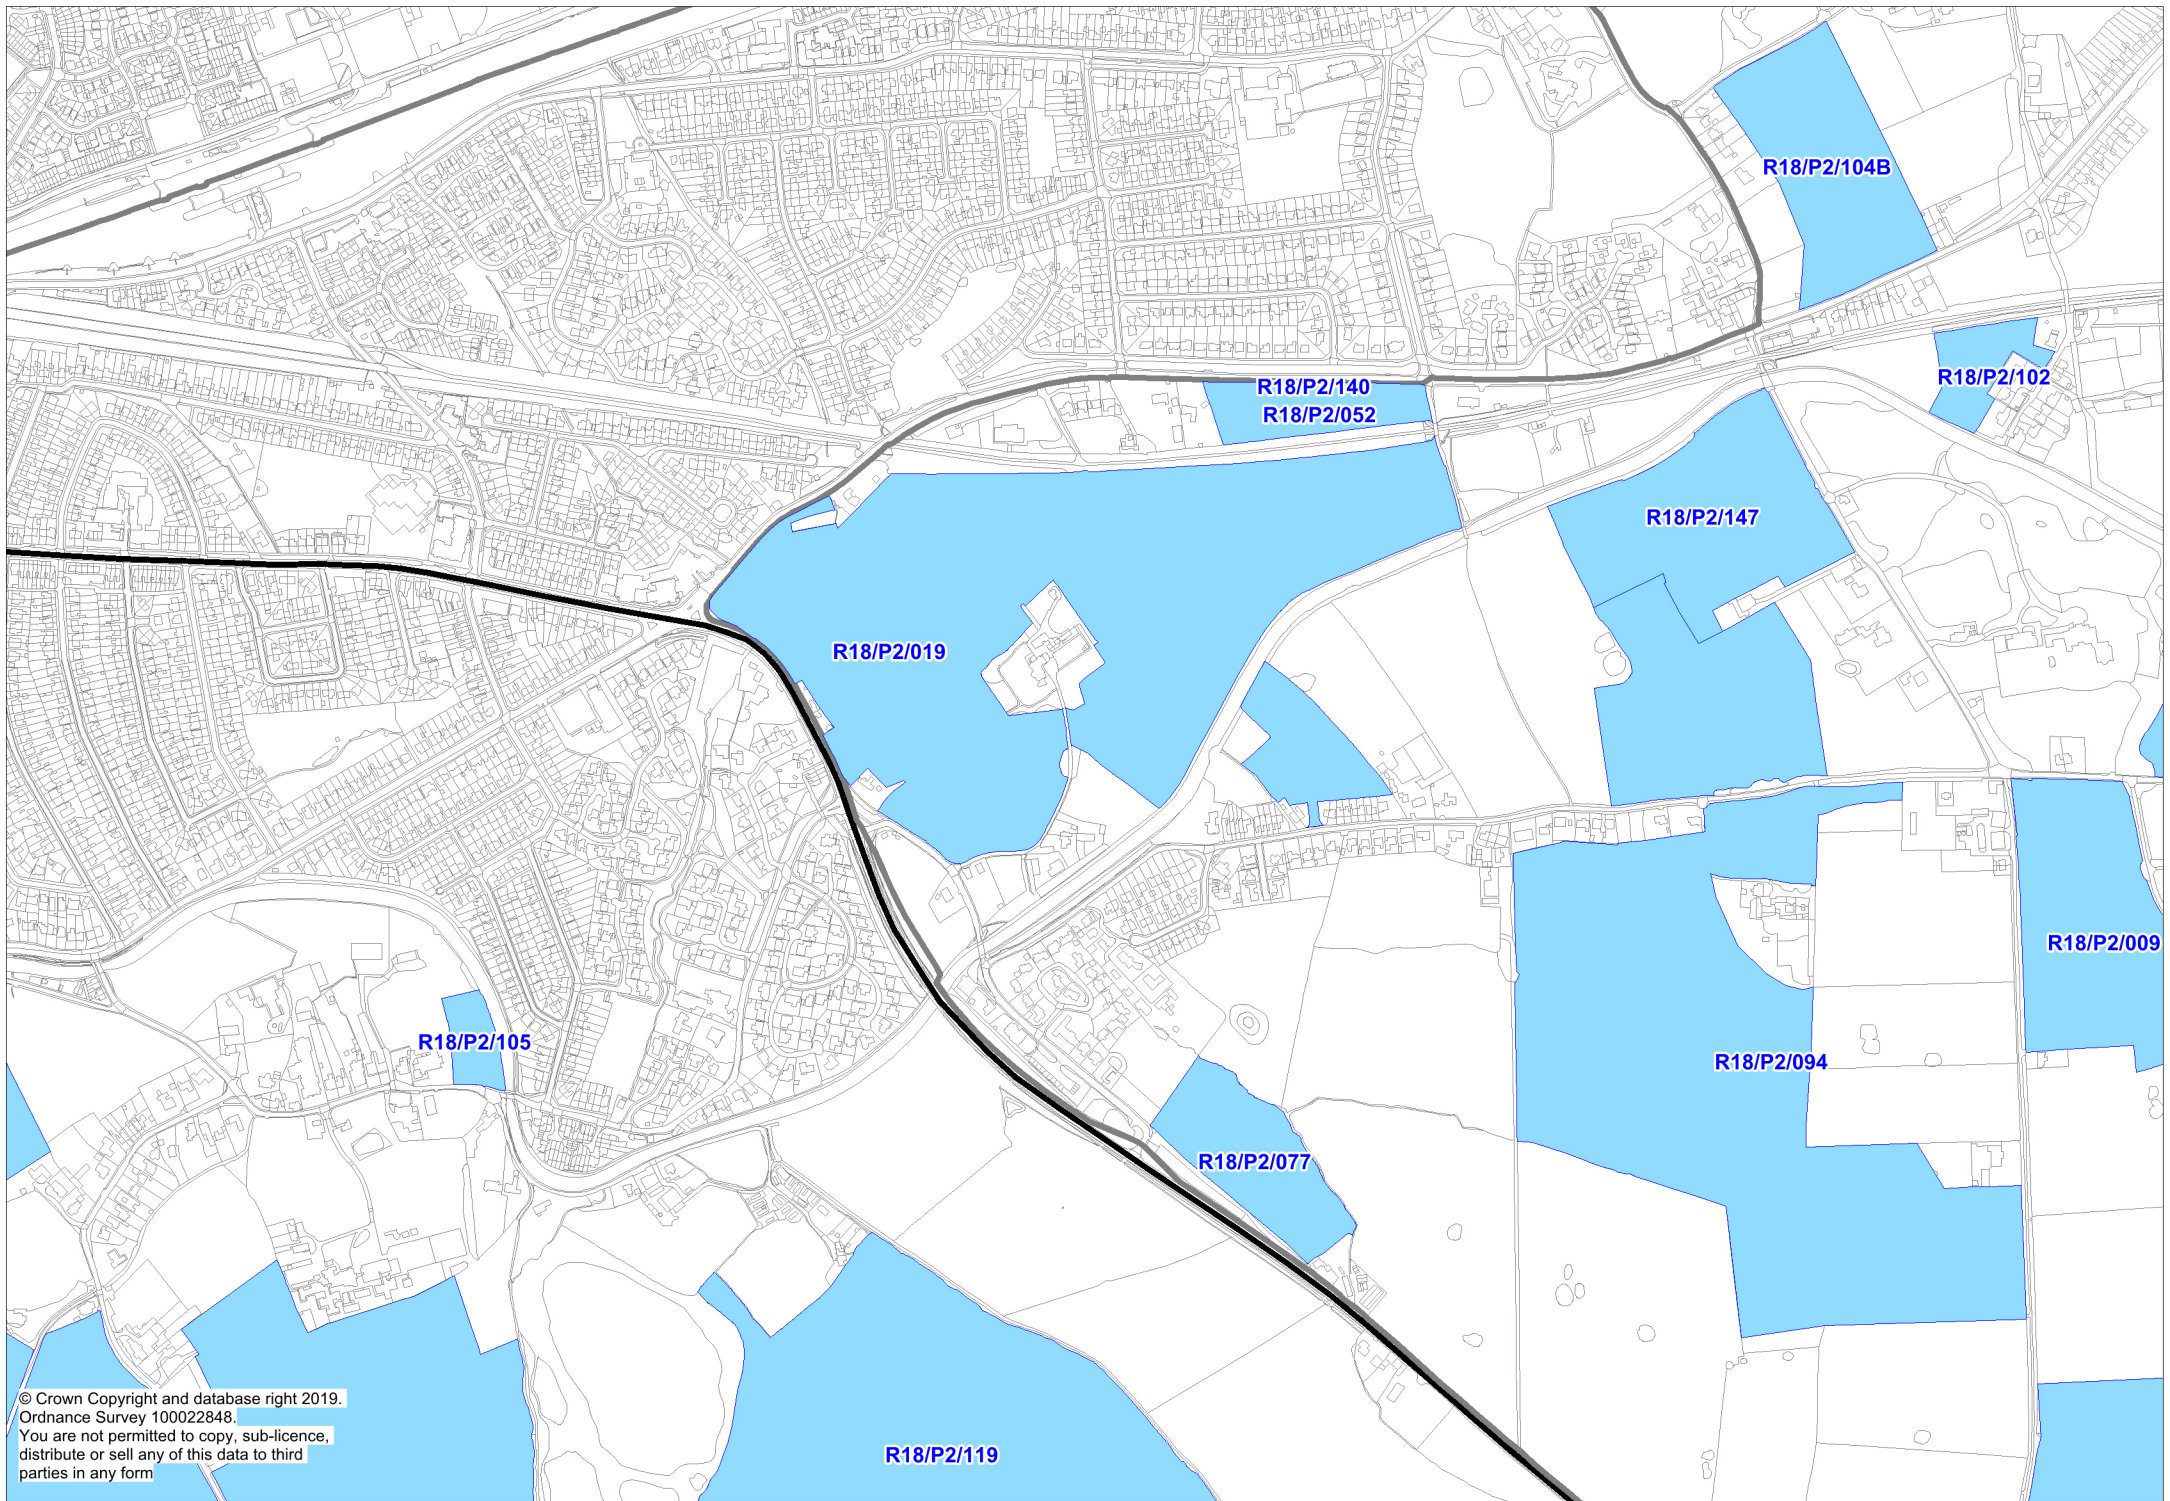 R18/P2/104B
R18/P2/140
R18/P2/102
R18/P2/052
R18/P2/147
R18/P2/019
R18/P2/009
R18/P2/105
R18/P2/094
R18/P2/077
© Crown Copyright and database right 2019.
Ordnance Survey 100022848.
You are not permitted to copy, sub-licence,
distribute or sell any of this data to third
parties in any form
R18/P2/119